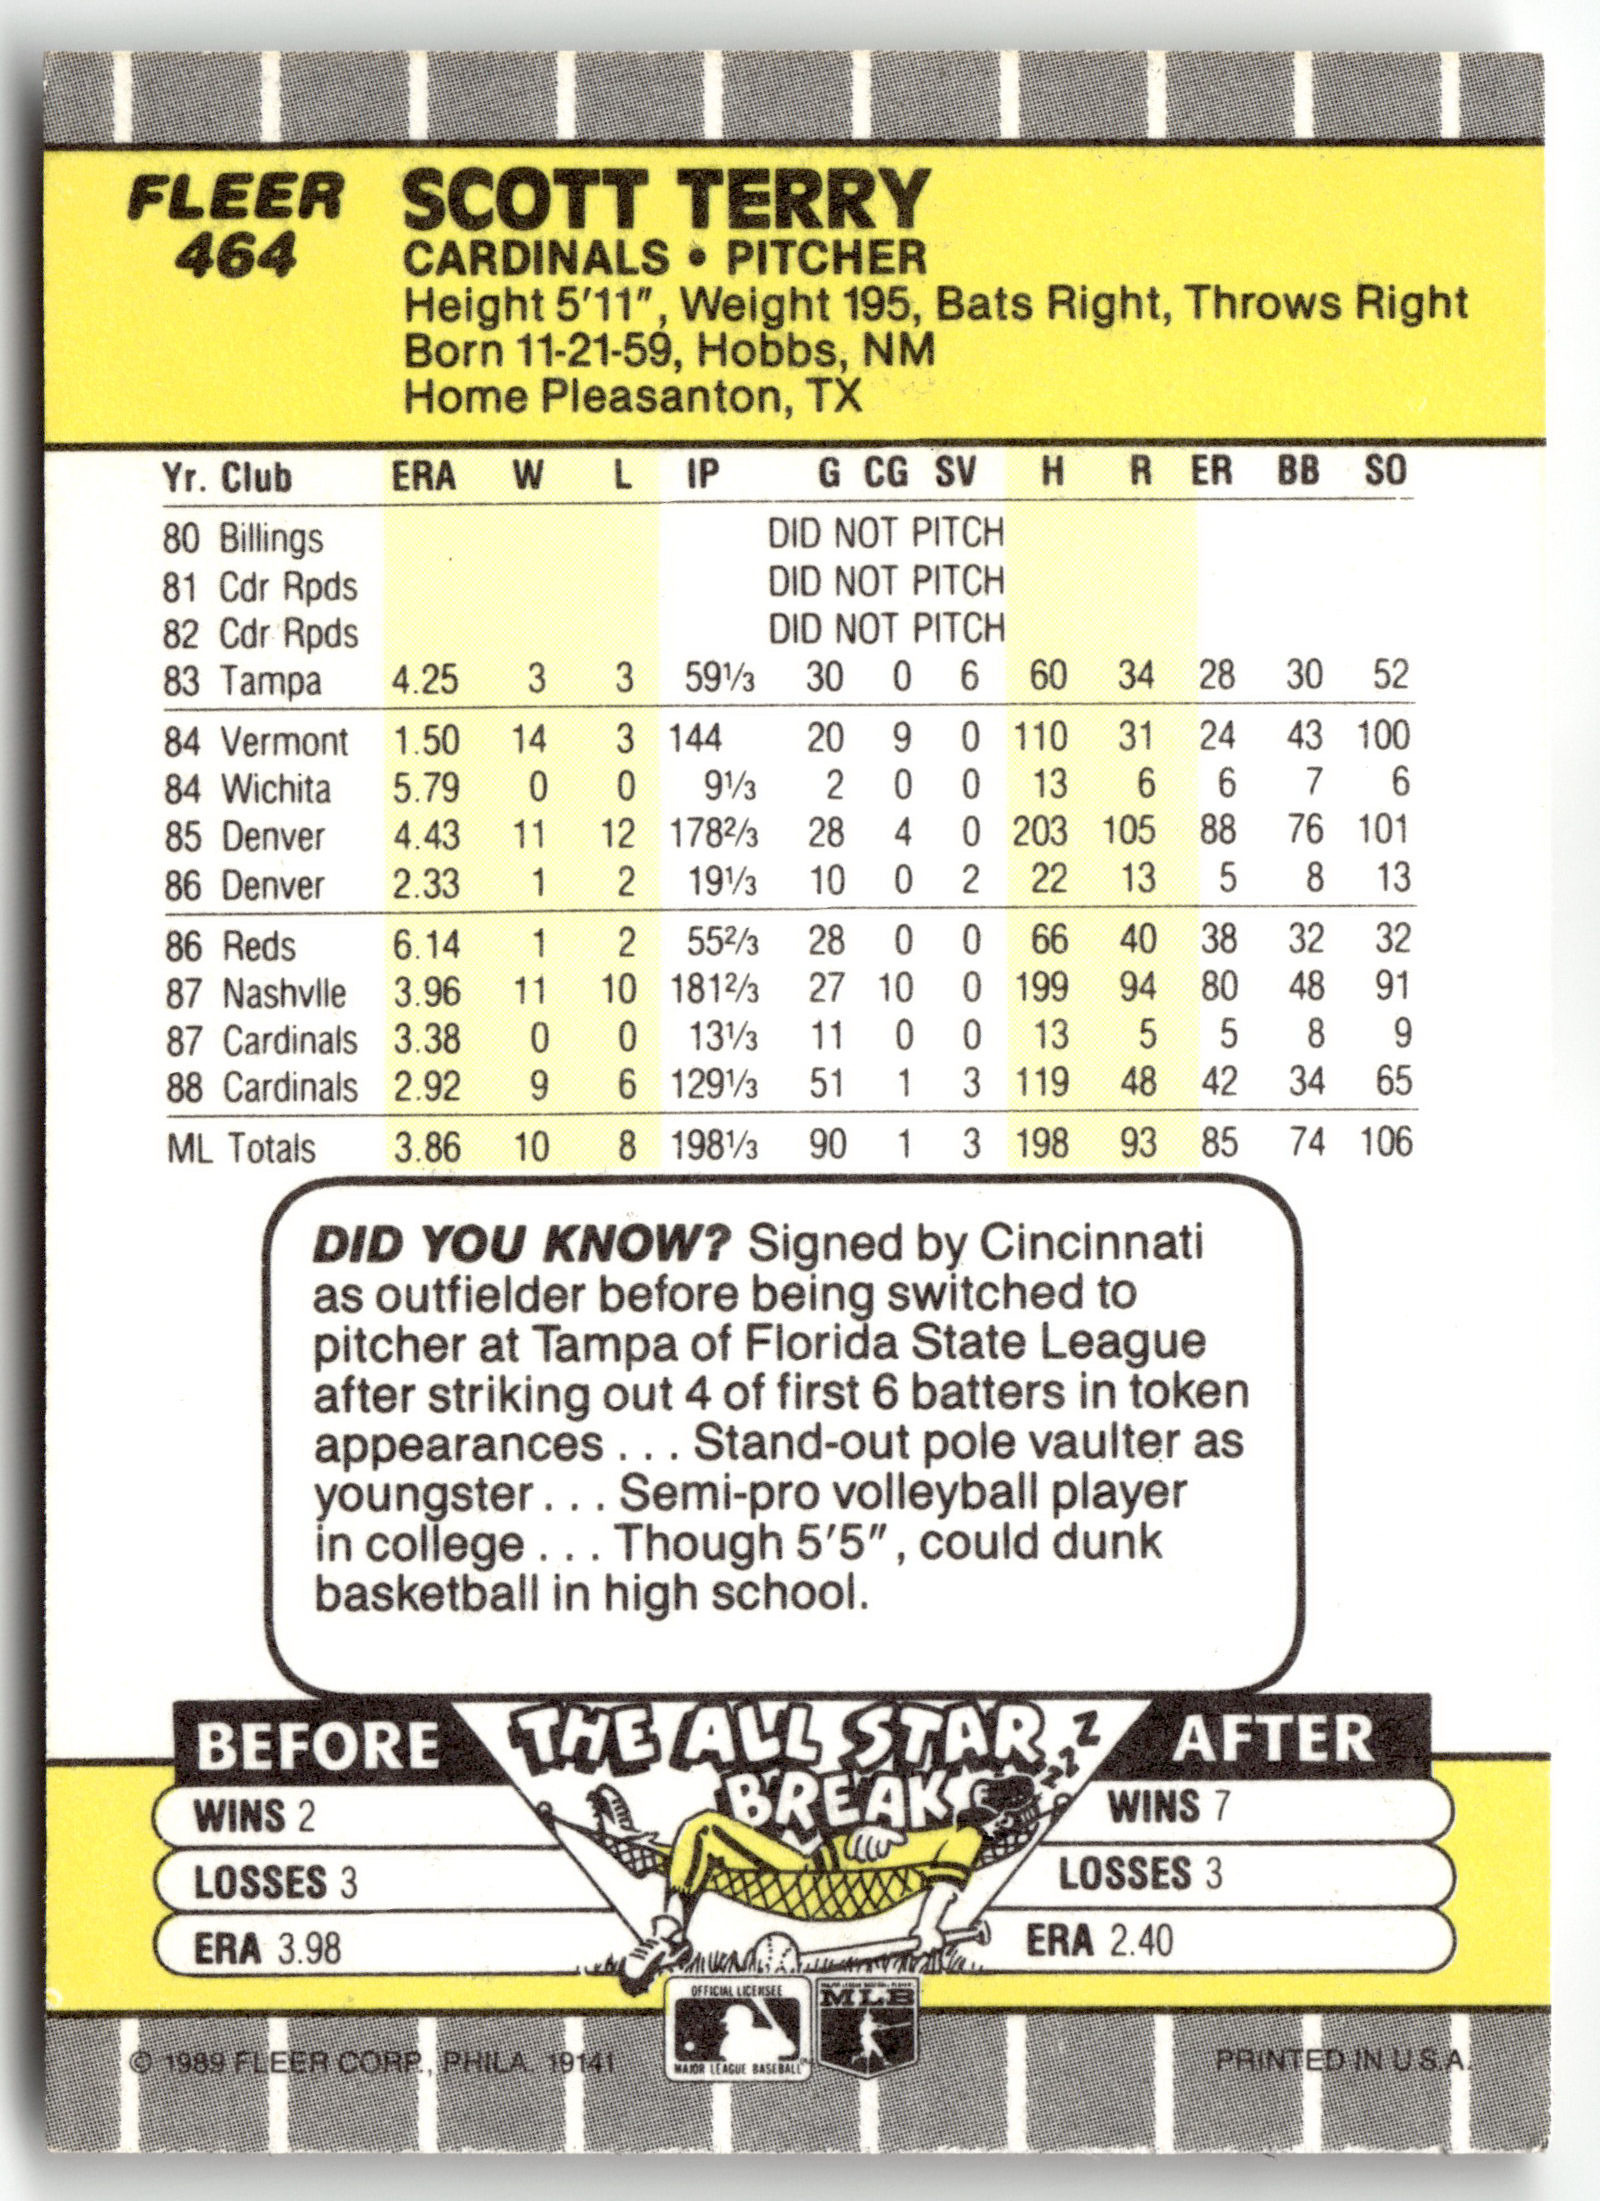 FLEER
464
SCOTT TERRY
CARDINALS • PITCHER
Height 5'11", Weight 195, Bats Right, Throws Right
Born 11-21-59, Hobbs, NM
Home Pleasanton, TX
Yr. Club ERA W L IP G CG SV H R ER BB SO
80 Billings DID NOT PITCH
81 Cdr Rpds DID NOT PITCH
82 Cdr Rpds DID NOT PITCH
83 Tampa 4.25 3 3 59⅓ 30 0 6 60 34 28 30 52
84 Vermont 1.50 14 3 144 20 9 0 110 31 24 43 100
84 Wichita 5.79 0 0 9⅓ 2 0 0 13 6 6 7 6
85 Denver 4.43 11 12 178⅔ 28 4 0 203 105 88 76 101
86 Denver 2.33 1 2 19⅓ 10 0 2 22 13 5 8 13
86 Reds 6.14 1 2 55⅔ 28 0 0 66 40 38 32 32
87 Nashvlle 3.96 11 10 181⅔ 27 10 0 199 94 80 48 91
87 Cardinals 3.38 0 0 13⅓ 11 0 0 13 5 5 8 9
88 Cardinals 2.92 9 6 129⅓ 51 1 3 119 48 42 34 65
ML Totals 3.86 10 8 198⅓ 90 1 3 198 93 85 74 106
DID YOU KNOW? Signed by Cincinnati
as outfielder before being switched to
pitcher at Tampa of Florida State League
after striking out 4 of first 6 batters in token
appearances . . . Stand-out pole vaulter as
youngster . . . Semi-pro volleyball player
in college . . . Though 5'5", could dunk
basketball in high school.
BEFORE
WINS 2
LOSSES 3
ERA 3.98
THE ALL STAR
BREAK
ZZZZ
AFTER
WINS 7
LOSSES 3
ERA 2.40
© 1989 FLEER CORP., PHILA. 19141
OFFICIAL LICENSEE
MAJOR LEAGUE BASEBALL
MLB
PRINTED IN U.S.A.